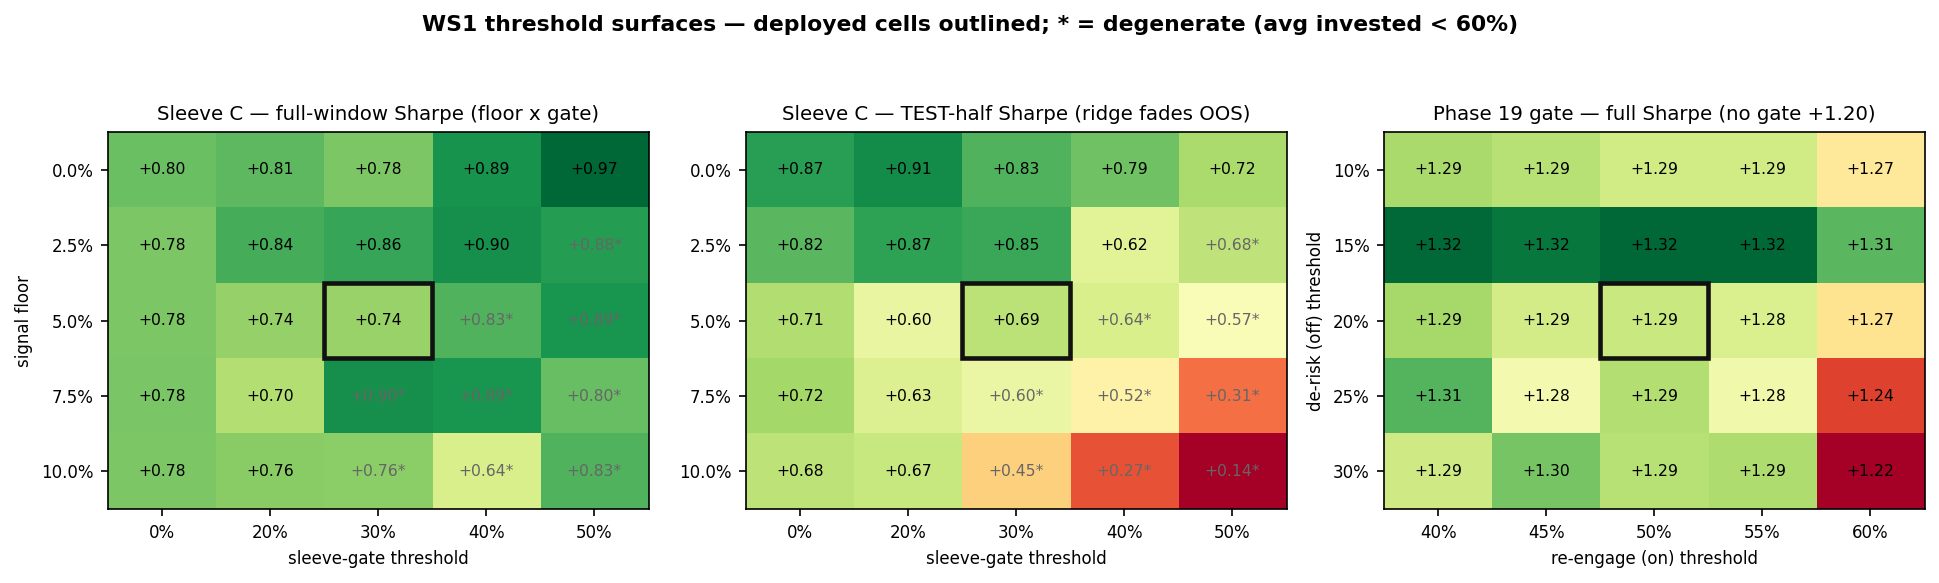 WS1 threshold surfaces — deployed cells outlined; * = degenerate (avg invested < 60%)
Sleeve C — full-window Sharpe (floor x gate)
signal floor
0.0% +0.80 +0.81 +0.78 +0.89 +0.97
2.5% +0.78 +0.84 +0.86 +0.90 +0.88*
5.0% +0.78 +0.74 +0.74 +0.83*
7.5% +0.78 +0.70 +0.80*
10.0% +0.78 +0.76 +0.76* +0.64* +0.83*
0% 20% 30% 40% 50%
sleeve-gate threshold
Sleeve C — TEST-half Sharpe (ridge fades OOS)
0.0% +0.87 +0.91 +0.83 +0.79 +0.72
2.5% +0.82 +0.87 +0.85 +0.62 +0.68*
5.0% +0.71 +0.60 +0.69 +0.64* +0.57*
7.5% +0.72 +0.63 +0.60* +0.52* +0.31*
10.0% +0.68 +0.67 +0.45* +0.27* +0.14*
0% 20% 30% 40% 50%
sleeve-gate threshold
Phase 19 gate — full Sharpe (no gate +1.20)
de-risk (off) threshold
10% +1.29 +1.29 +1.29 +1.29 +1.27
15% +1.32 +1.32 +1.32 +1.32 +1.31
20% +1.29 +1.29 +1.29 +1.28 +1.27
25% +1.31 +1.28 +1.29 +1.28 +1.24
30% +1.29 +1.30 +1.29 +1.29 +1.22
40% 45% 50% 55% 60%
re-engage (on) threshold